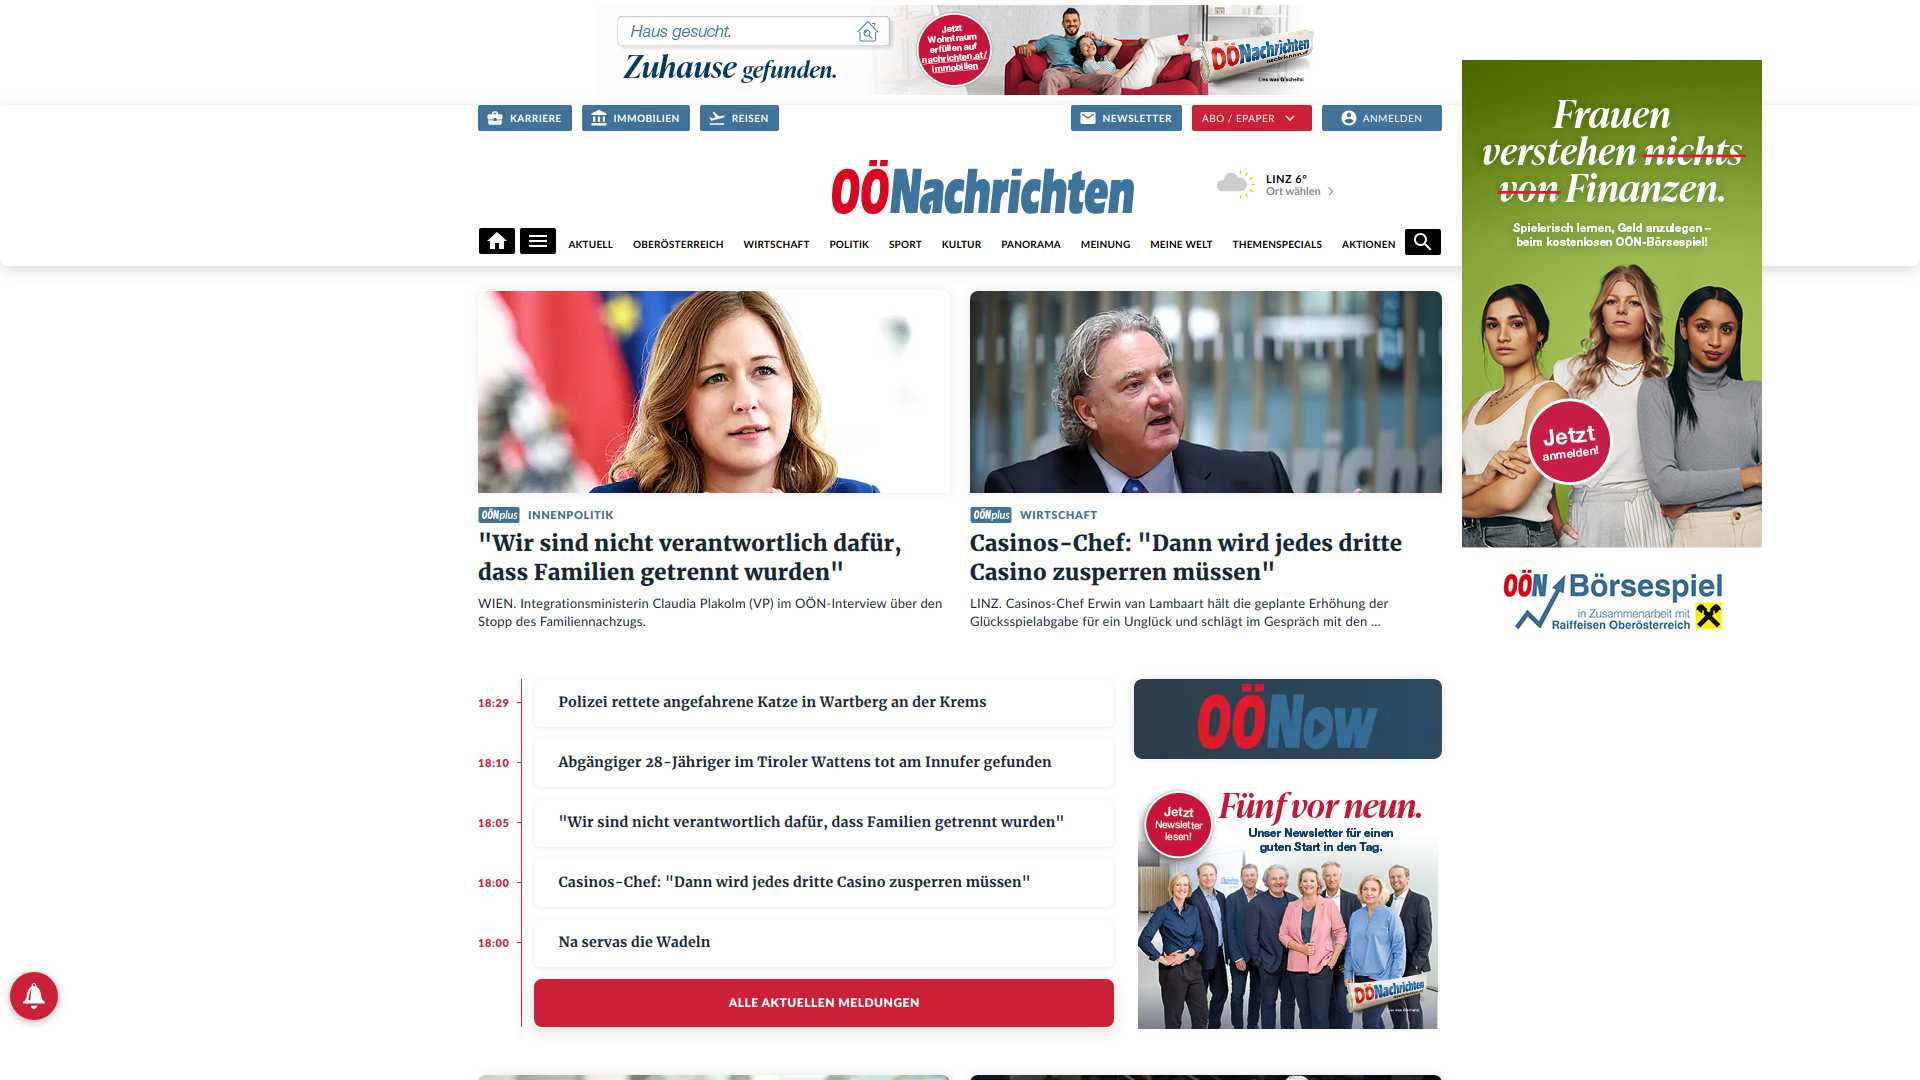 Haus gesucht.
Zuhause gefunden.
Jetzt
Wohntraum
erfüllen auf
nachrichten.at/
immobilien
OÖNachrichten
Lies was Gscheits!
KARRIERE
IMMOBILIEN
REISEN
NEWSLETTER
ABO / EPAPER
ANMELDEN
OÖNachrichten
LINZ 6°
Ort wählen
AKTUELL
OBERÖSTERREICH
WIRTSCHAFT
POLITIK
SPORT
KULTUR
PANORAMA
MEINUNG
MEINE WELT
THEMENSPECIALS
AKTIONEN
Frauen
verstehen nichts
von Finanzen.
Spielerisch lernen, Geld anzulegen –
beim kostenlosen OÖN-Börsespiel!
Jetzt
anmelden!
OÖN Börsespiel
in Zusammenarbeit mit
Raiffeisen Oberösterreich
OÖNplus INNENPOLITIK
"Wir sind nicht verantwortlich dafür,
dass Familien getrennt wurden"
WIEN. Integrationsministerin Claudia Plakolm (VP) im OÖN-Interview über den
Stopp des Familiennachzugs.
OÖNplus WIRTSCHAFT
Casinos-Chef: "Dann wird jedes dritte
Casino zusperren müssen"
LINZ. Casinos-Chef Erwin van Lambaart hält die geplante Erhöhung der
Glücksspielabgabe für ein Unglück und schlägt im Gespräch mit den ...
18:29 Polizei rettete angefahrene Katze in Wartberg an der Krems
18:10 Abgängiger 28-Jähriger im Tiroler Wattens tot am Innufer gefunden
18:05 "Wir sind nicht verantwortlich dafür, dass Familien getrennt wurden"
18:00 Casinos-Chef: "Dann wird jedes dritte Casino zusperren müssen"
18:00 Na servas die Wadeln
ALLE AKTUELLEN MELDUNGEN
OÖNow
Jetzt
Newsletter
lesen!
Fünf vor neun.
Unser Newsletter für einen
guten Start in den Tag.
OÖNachrichten